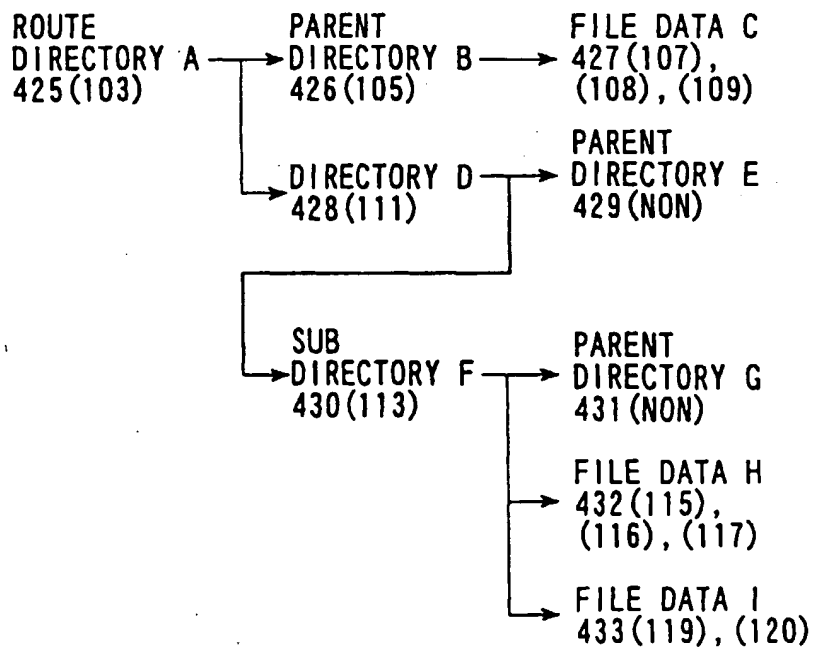 ROUTE
DIRECTORY A
425(103)
PARENT
DIRECTORY B
426(105)
FILE DATA C
427(107),
(108), (109)
DIRECTORY D
428(111)
PARENT
DIRECTORY E
429(NON)
SUB
DIRECTORY F
430(113)
PARENT
DIRECTORY G
431(NON)
FILE DATA H
432(115),
(116), (117)
FILE DATA I
433(119), (120)